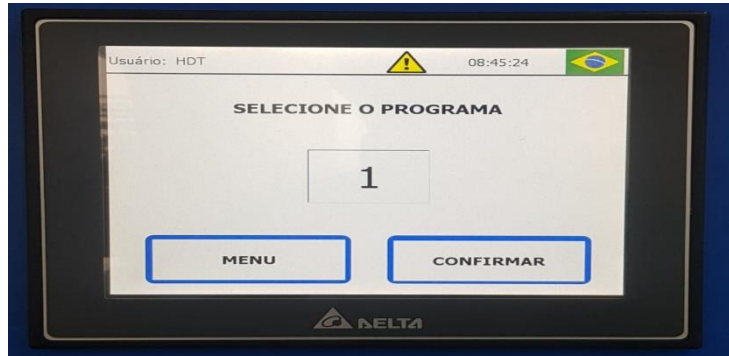 Usuário: HDT 08:45:24
SELECIONE O PROGRAMA
1
MENU CONFIRMAR
DELTA